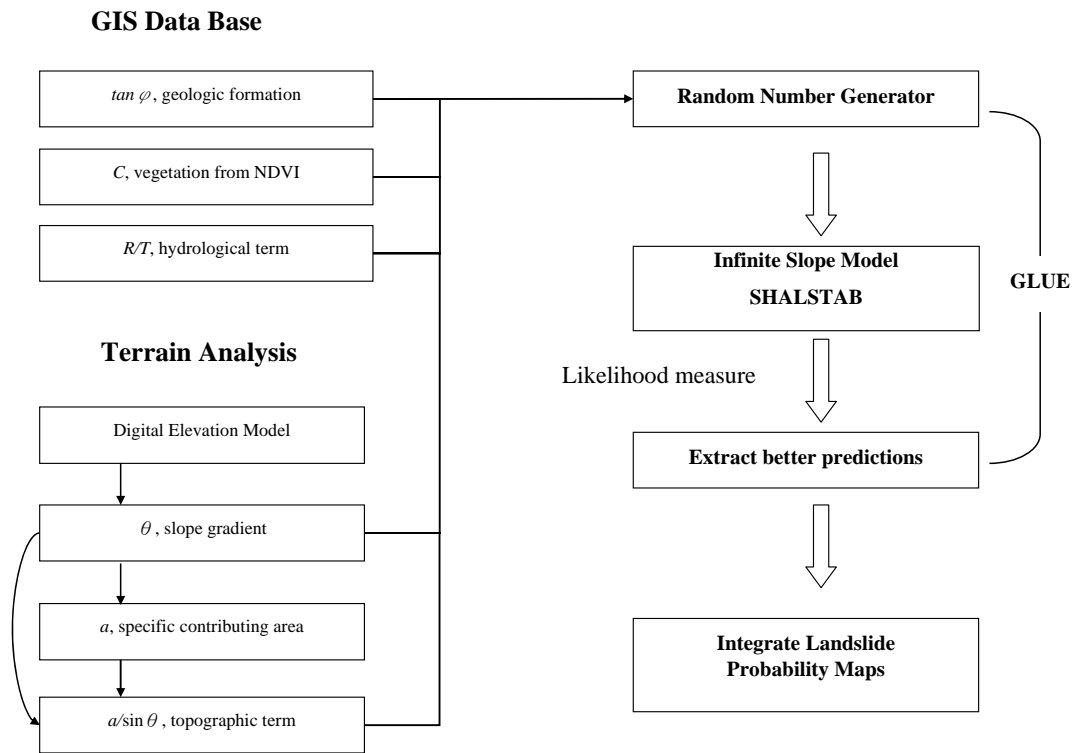 GIS Data Base
tan φ, geologic formation
C, vegetation from NDVI
R/T, hydrological term
Terrain Analysis
Digital Elevation Model
θ , slope gradient
a, specific contributing area
a/sin θ , topographic term
Random Number Generator
Infinite Slope Model
SHALSTAB
GLUE
Likelihood measure
Extract better predictions
Integrate Landslide
Probability Maps